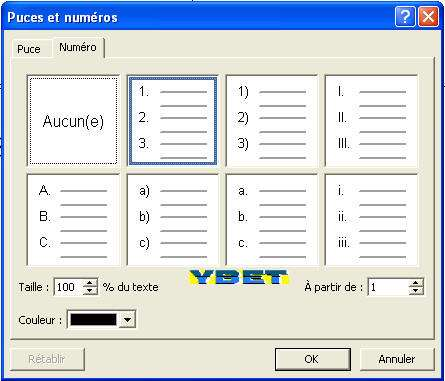 Puces et numéros
Puce Numéro
Aucun(e)
1.
2.
3.
1)
2)
3)
I.
II.
III.
A.
B.
C.
a)
b)
c)
a.
b.
c.
i.
ii.
iii.
YBET
Taille : 100 % du texte À partir de : 1
Couleur :
Rétablir OK Annuler